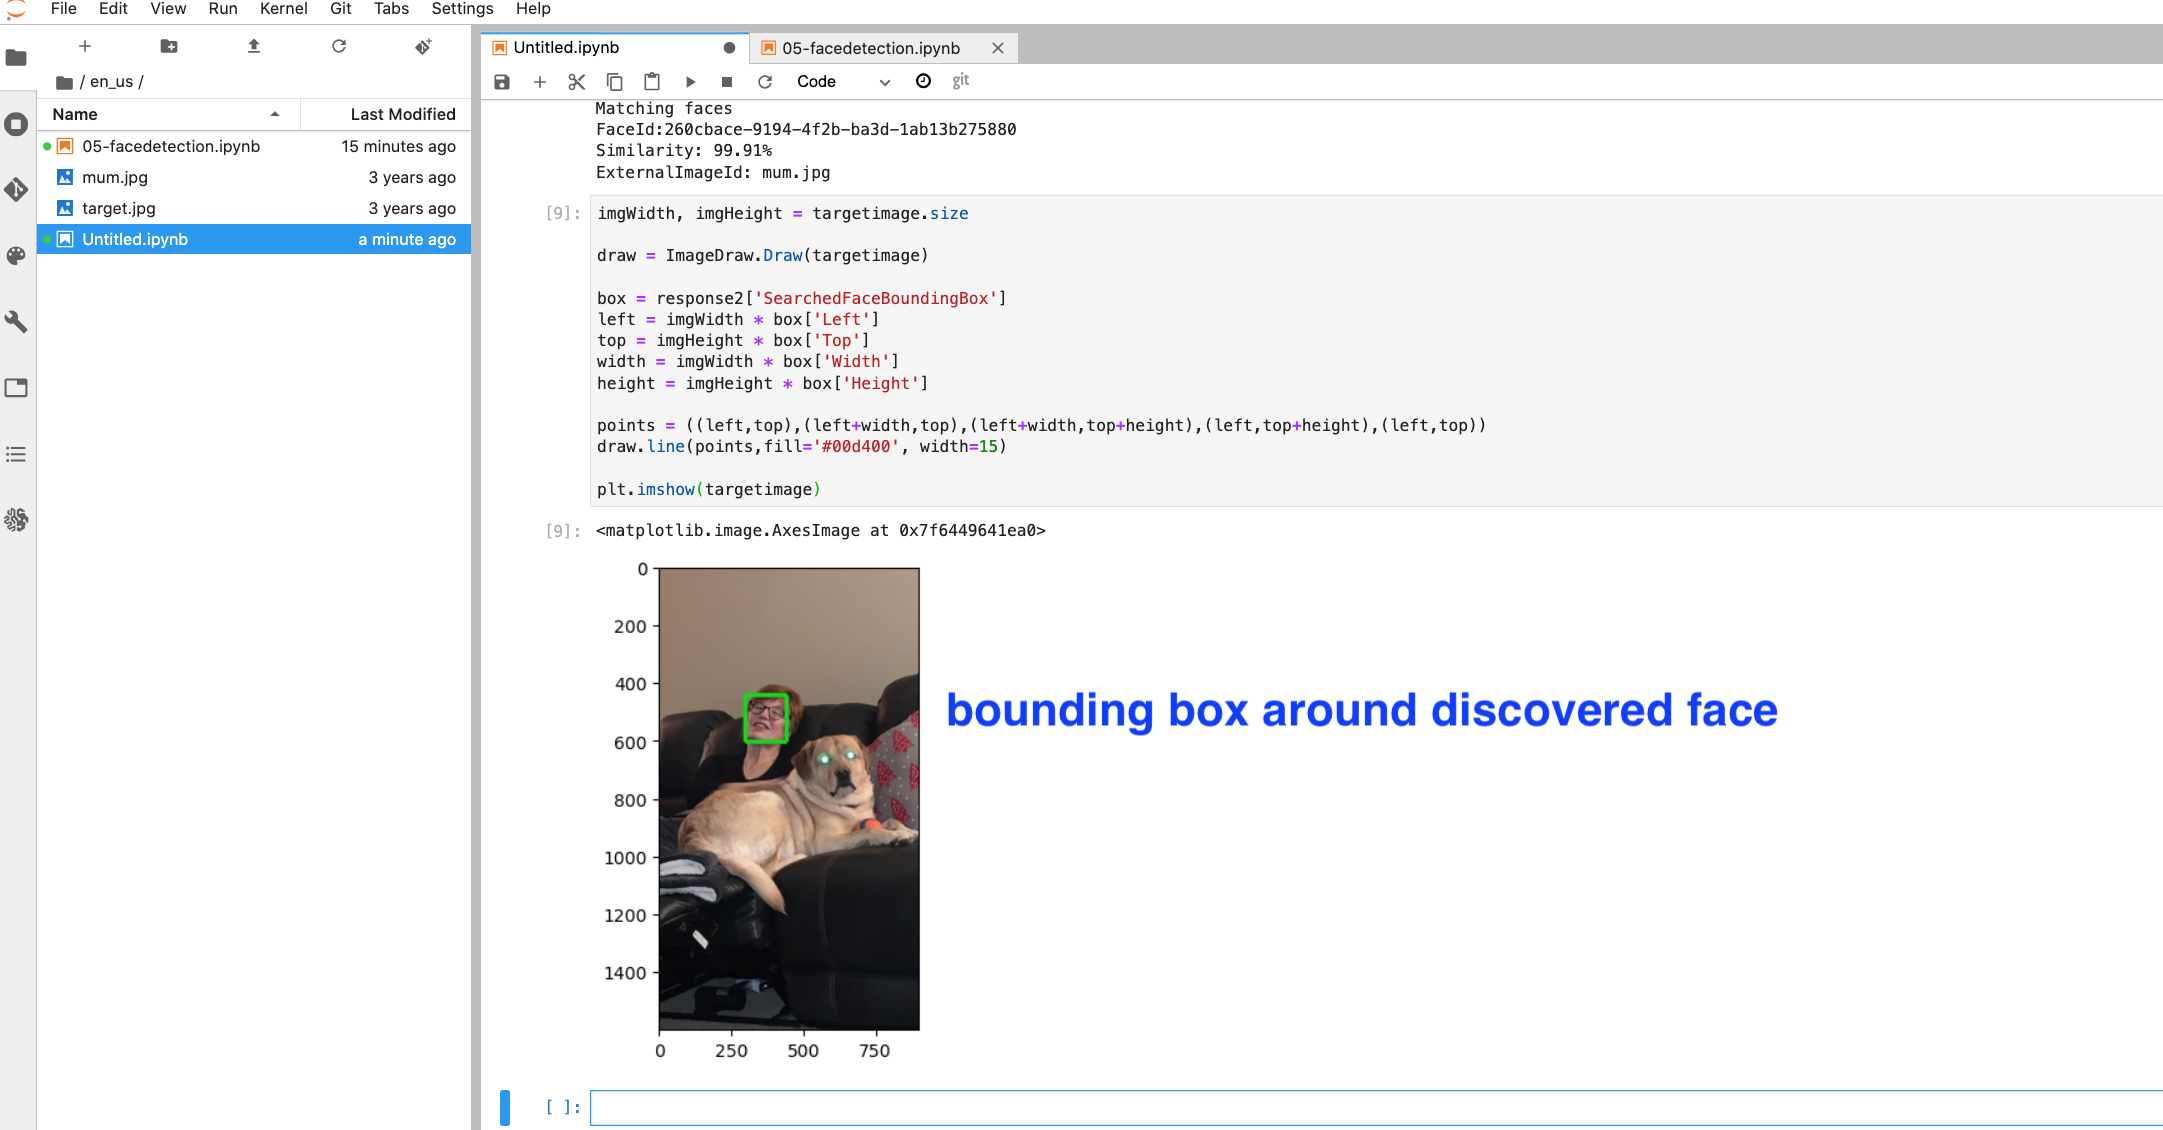 File Edit View Run Kernel Git Tabs Settings Help
/ en_us /
Name Last Modified
05-facedetection.ipynb 15 minutes ago
mum.jpg 3 years ago
target.jpg 3 years ago
Untitled.ipynb a minute ago
Untitled.ipynb 05-facedetection.ipynb
Code git
Matching faces
FaceId:260cbace-9194-4f2b-ba3d-1ab13b275880
Similarity: 99.91%
ExternalImageId: mum.jpg
[9]: imgWidth, imgHeight = targetimage.size
draw = ImageDraw.Draw(targetimage)
box = response2['SearchedFaceBoundingBox']
left = imgWidth * box['Left']
top = imgHeight * box['Top']
width = imgWidth * box['Width']
height = imgHeight * box['Height']
points = ((left,top),(left+width,top),(left+width,top+height),(left,top+height),(left,top))
draw.line(points,fill='#00d400', width=15)
plt.imshow(targetimage)
[9]: <matplotlib.image.AxesImage at 0x7f6449641ea0>
0
200
400
600
800
1000
1200
1400
0 250 500 750
bounding box around discovered face
[ ]: